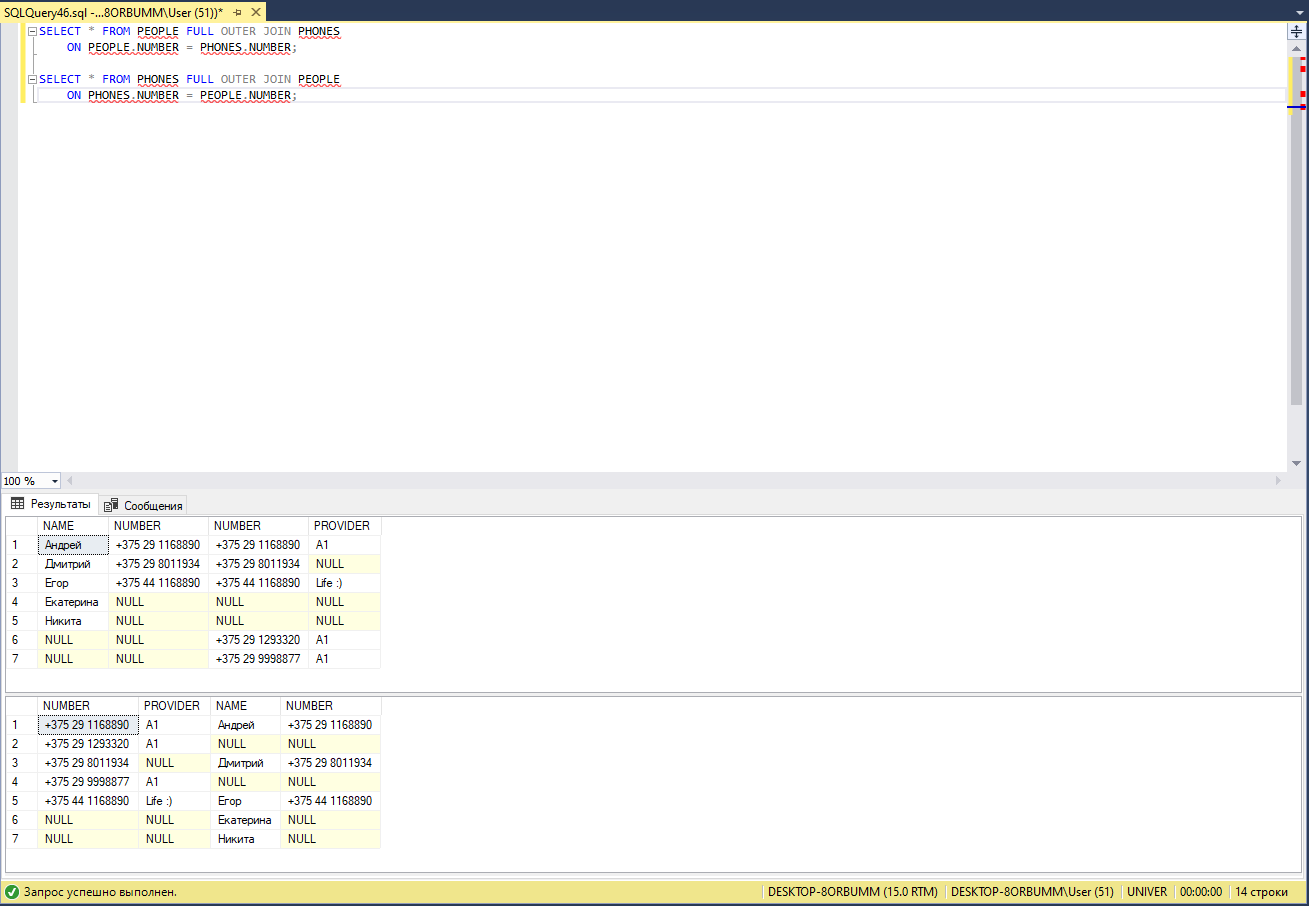 SQLQuery46.sql -...8ORBUMM\User (51))*
SELECT * FROM PEOPLE FULL OUTER JOIN PHONES
ON PEOPLE.NUMBER = PHONES.NUMBER;
SELECT * FROM PHONES FULL OUTER JOIN PEOPLE
ON PHONES.NUMBER = PEOPLE.NUMBER;
100 %
Результаты Сообщения
NAME NUMBER NUMBER PROVIDER
1 Андрей +375 29 1168890 +375 29 1168890 A1
2 Дмитрий +375 29 8011934 +375 29 8011934 NULL
3 Егор +375 44 1168890 +375 44 1168890 Life :)
4 Екатерина NULL NULL NULL
5 Никита NULL NULL NULL
6 NULL NULL +375 29 1293320 A1
7 NULL NULL +375 29 9998877 A1
NUMBER PROVIDER NAME NUMBER
1 +375 29 1168890 A1 Андрей +375 29 1168890
2 +375 29 1293320 A1 NULL NULL
3 +375 29 8011934 NULL Дмитрий +375 29 8011934
4 +375 29 9998877 A1 NULL NULL
5 +375 44 1168890 Life :) Егор +375 44 1168890
6 NULL NULL Екатерина NULL
7 NULL NULL Никита NULL
Запрос успешно выполнен. DESKTOP-8ORBUMM (15.0 RTM) DESKTOP-8ORBUMM\User (51) UNIVER 00:00:00 14 строки